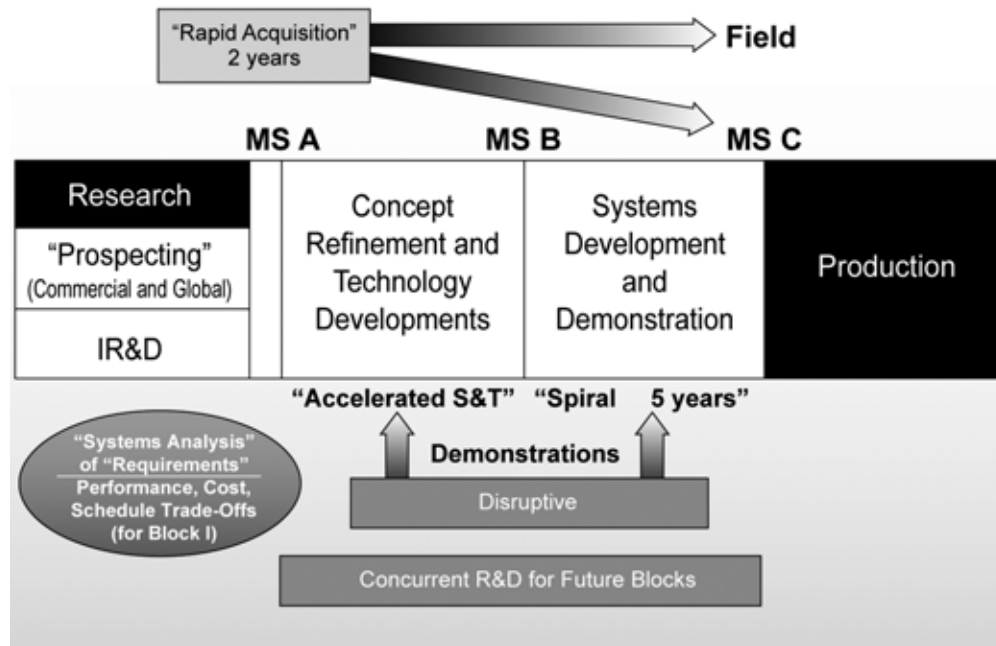 “Rapid Acquisition”
2 years
Field
MS A
MS B
MS C
Research
“Prospecting”
(Commercial and Global)
IR&D
Concept
Refinement and
Technology
Developments
Systems
Development
and
Demonstration
Production
“Accelerated S&T”
“Spiral 5 years”
“Systems Analysis”
of “Requirements”
Performance, Cost,
Schedule Trade-Offs
(for Block I)
Demonstrations
Disruptive
Concurrent R&D for Future Blocks